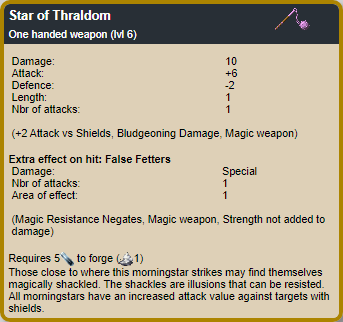 Star of Thraldom
One handed weapon (lvl 6)
Damage: 10
Attack: +6
Defence: -2
Length: 1
Nbr of attacks: 1
(+2 Attack vs Shields, Bludgeoning Damage, Magic weapon)
Extra effect on hit: False Fetters
Damage: Special
Nbr of attacks: 1
Area of effect: 1
(Magic Resistance Negates, Magic weapon, Strength not added to
damage)
Requires 5 to forge (1)
Those close to where this morningstar strikes may find themselves
magically shackled. The shackles are illusions that can be resisted.
All morningstars have an increased attack value against targets with
shields.